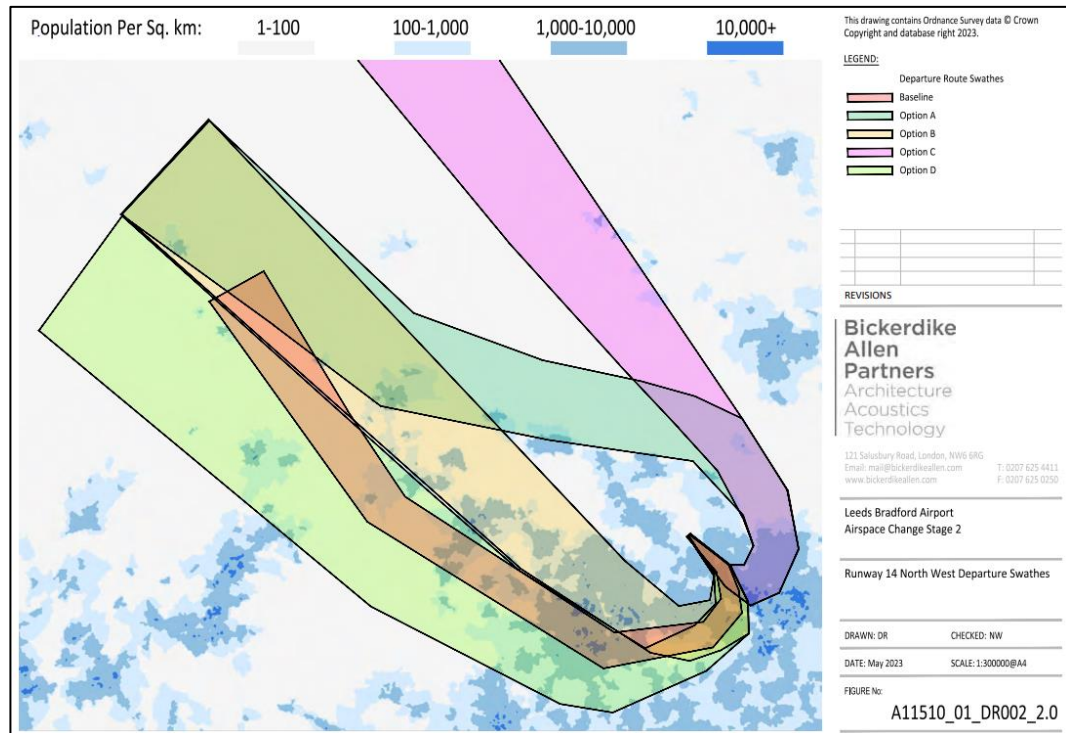 Population Per Sq. km:
1-100
100-1,000
1,000-10,000
10,000+
This drawing contains Ordnance Survey data © Crown
Copyright and database right 2023.
LEGEND:
Departure Route Swathes
Baseline
Option A
Option B
Option C
Option D
REVISIONS
Bickerdike
Allen
Partners
Architecture
Acoustics
Technology
121 Salusbury Road, London, NW6 6RG
Email: mail@bickerdikeallen.com T: 0207 625 4411
www.bickerdikeallen.com F: 0207 625 0250
Leeds Bradford Airport
Airspace Change Stage 2
Runway 14 North West Departure Swathes
DRAWN: DR CHECKED: NW
DATE: May 2023 SCALE: 1:300000@A4
FIGURE No:
A11510_01_DR002_2.0